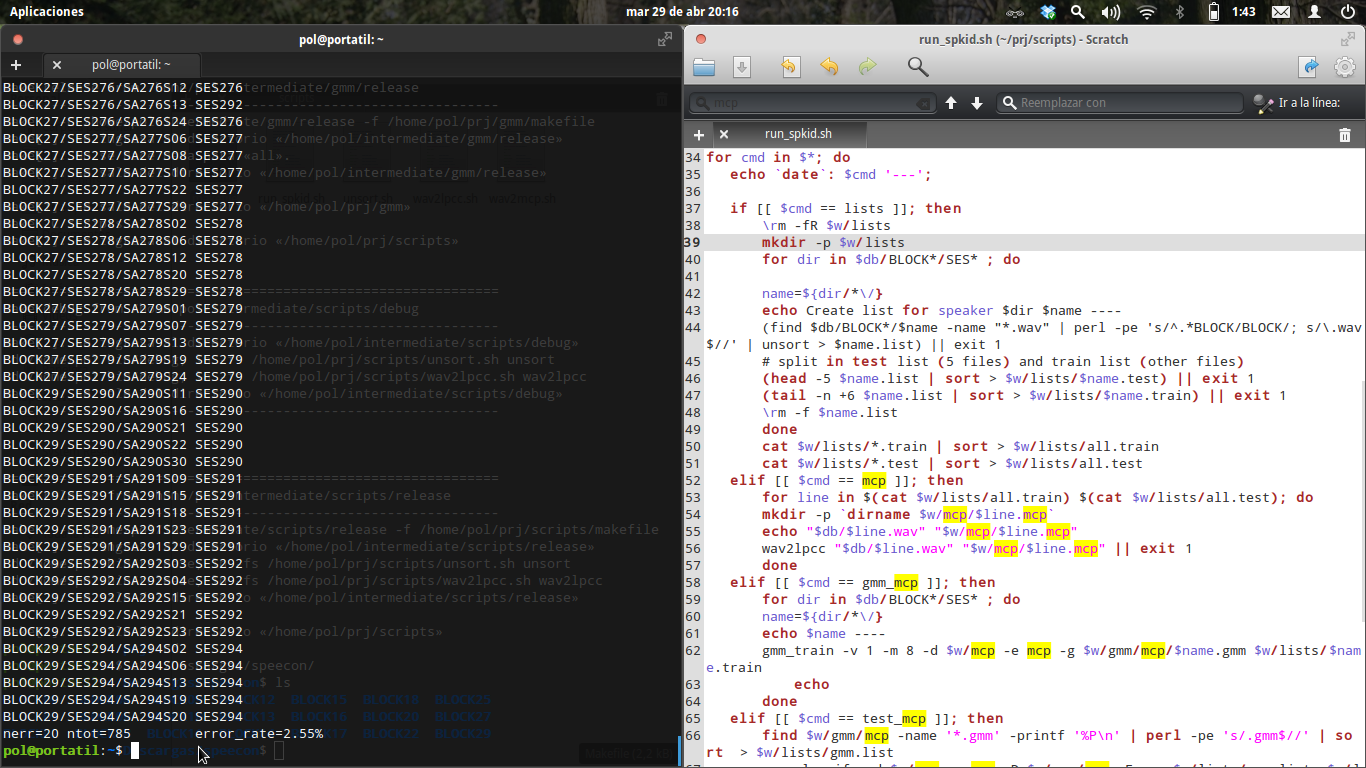 Aplicaciones
mar 29 de abr 20:16
1:43
pol@portatil: ~
pol@portatil: ~
BLOCK27/SES276/SA276S12 SES276
BLOCK27/SES276/SA276S13 SES292
BLOCK27/SES276/SA276S24 SES276
BLOCK27/SES277/SA277S06 SES277
BLOCK27/SES277/SA277S08 SES277
BLOCK27/SES277/SA277S10 SES277
BLOCK27/SES277/SA277S22 SES277
BLOCK27/SES277/SA277S29 SES277
BLOCK27/SES278/SA278S02 SES278
BLOCK27/SES278/SA278S06 SES278
BLOCK27/SES278/SA278S12 SES278
BLOCK27/SES278/SA278S20 SES278
BLOCK27/SES278/SA278S29 SES278
BLOCK27/SES279/SA279S01 SES279
BLOCK27/SES279/SA279S07 SES279
BLOCK27/SES279/SA279S13 SES279
BLOCK27/SES279/SA279S19 SES279
BLOCK27/SES279/SA279S24 SES279
BLOCK29/SES290/SA290S11 SES290
BLOCK29/SES290/SA290S16 SES290
BLOCK29/SES290/SA290S21 SES290
BLOCK29/SES290/SA290S22 SES290
BLOCK29/SES290/SA290S30 SES290
BLOCK29/SES291/SA291S09 SES291
BLOCK29/SES291/SA291S15 SES291
BLOCK29/SES291/SA291S18 SES291
BLOCK29/SES291/SA291S23 SES291
BLOCK29/SES291/SA291S29 SES291
BLOCK29/SES292/SA292S03 SES292
BLOCK29/SES292/SA292S04 SES292
BLOCK29/SES292/SA292S15 SES292
BLOCK29/SES292/SA292S21 SES292
BLOCK29/SES292/SA292S23 SES292
BLOCK29/SES294/SA294S02 SES294
BLOCK29/SES294/SA294S06 SES294
BLOCK29/SES294/SA294S13 SES294
BLOCK29/SES294/SA294S19 SES294
BLOCK29/SES294/SA294S20 SES294
nerr=20 ntot=785 error_rate=2.55%
pol@portatil:~$
run_spkid.sh (~/prj/scripts) - Scratch
mcp
Reemplazar con
Ir a la línea:
run_spkid.sh
34 for cmd in $*; do
35 echo `date`: $cmd '---';
36
37 if [[ $cmd == lists ]]; then
38 \rm -fR $w/lists
39 mkdir -p $w/lists
40 for dir in $db/BLOCK*/SES* ; do
41
42 name=${dir/*\/}
43 echo Create list for speaker $dir $name ----
44 (find $db/BLOCK*/$name -name "*.wav" | perl -pe 's/^.*BLOCK/BLOCK/; s/\.wav
$//' | unsort > $name.list) || exit 1
45 # split in test list (5 files) and train list (other files)
46 (head -5 $name.list | sort > $w/lists/$name.test) || exit 1
47 (tail -n +6 $name.list | sort > $w/lists/$name.train) || exit 1
48 \rm -f $name.list
49 done
50 cat $w/lists/*.train | sort > $w/lists/all.train
51 cat $w/lists/*.test | sort > $w/lists/all.test
52 elif [[ $cmd == mcp ]]; then
53 for line in $(cat $w/lists/all.train) $(cat $w/lists/all.test); do
54 mkdir -p `dirname $w/mcp/$line.mcp`
55 echo "$db/$line.wav" "$w/mcp/$line.mcp"
56 wav2lpcc "$db/$line.wav" "$w/mcp/$line.mcp" || exit 1
57 done
58 elif [[ $cmd == gmm_mcp ]]; then
59 for dir in $db/BLOCK*/SES* ; do
60 name=${dir/*\/}
61 echo $name ----
62 gmm_train -v 1 -m 8 -d $w/mcp -e mcp -g $w/gmm/mcp/$name.gmm $w/lists/$nam
e.train
63 echo
64 done
65 elif [[ $cmd == test_mcp ]]; then
66 find $w/gmm/mcp -name '*.gmm' -printf '%P\n' | perl -pe 's/.gmm$//' | so
rt > $w/lists/gmm.list